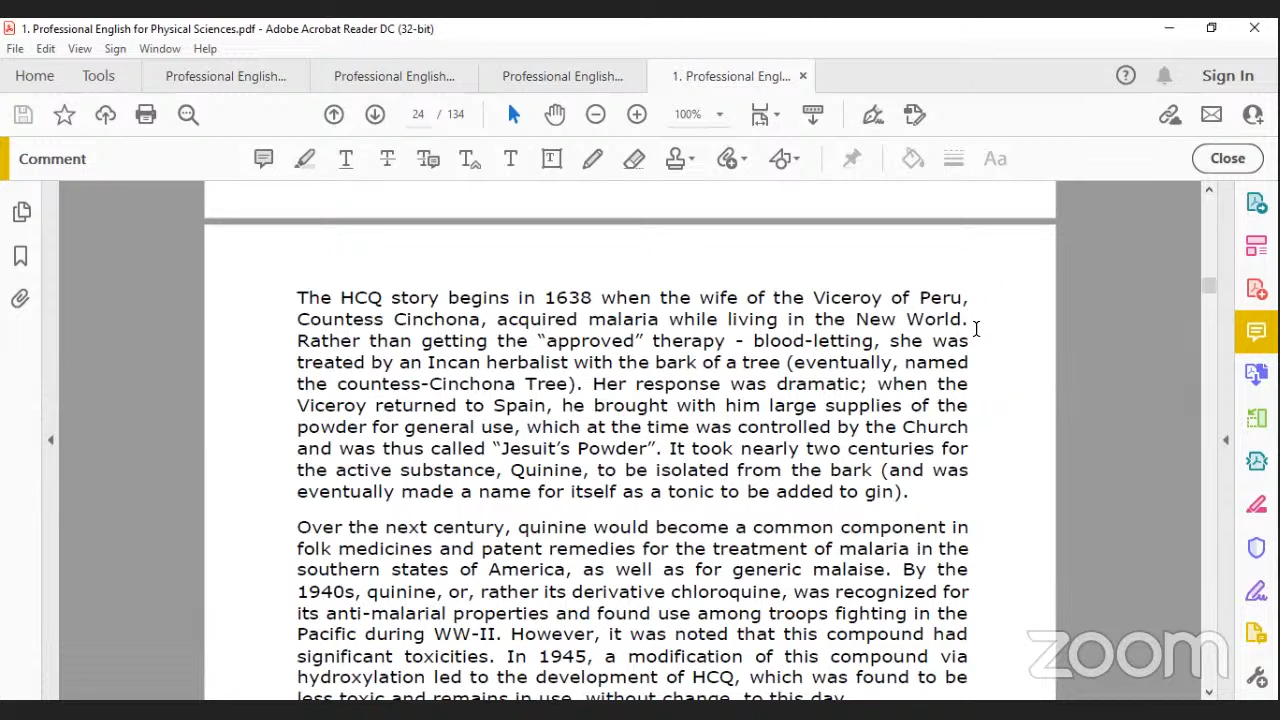 1. Professional English for Physical Sciences.pdf - Adobe Acrobat Reader DC (32-bit)
File Edit View Sign Window Help
Home Tools Professional English... Professional English... Professional English... 1. Professional Engl... × Sign In
24 / 134 100%
Comment Close
The HCQ story begins in 1638 when the wife of the Viceroy of Peru,
Countess Cinchona, acquired malaria while living in the New World.
Rather than getting the “approved” therapy - blood-letting, she was
treated by an Incan herbalist with the bark of a tree (eventually, named
the countess-Cinchona Tree). Her response was dramatic; when the
Viceroy returned to Spain, he brought with him large supplies of the
powder for general use, which at the time was controlled by the Church
and was thus called “Jesuit’s Powder”. It took nearly two centuries for
the active substance, Quinine, to be isolated from the bark (and was
eventually made a name for itself as a tonic to be added to gin).
Over the next century, quinine would become a common component in
folk medicines and patent remedies for the treatment of malaria in the
southern states of America, as well as for generic malaise. By the
1940s, quinine, or, rather its derivative chloroquine, was recognized for
its anti-malarial properties and found use among troops fighting in the
Pacific during WW-II. However, it was noted that this compound had
significant toxicities. In 1945, a modification of this compound via
hydroxylation led to the development of HCQ, which was found to be
less toxic and remains in use, without change, to this day.
zoom